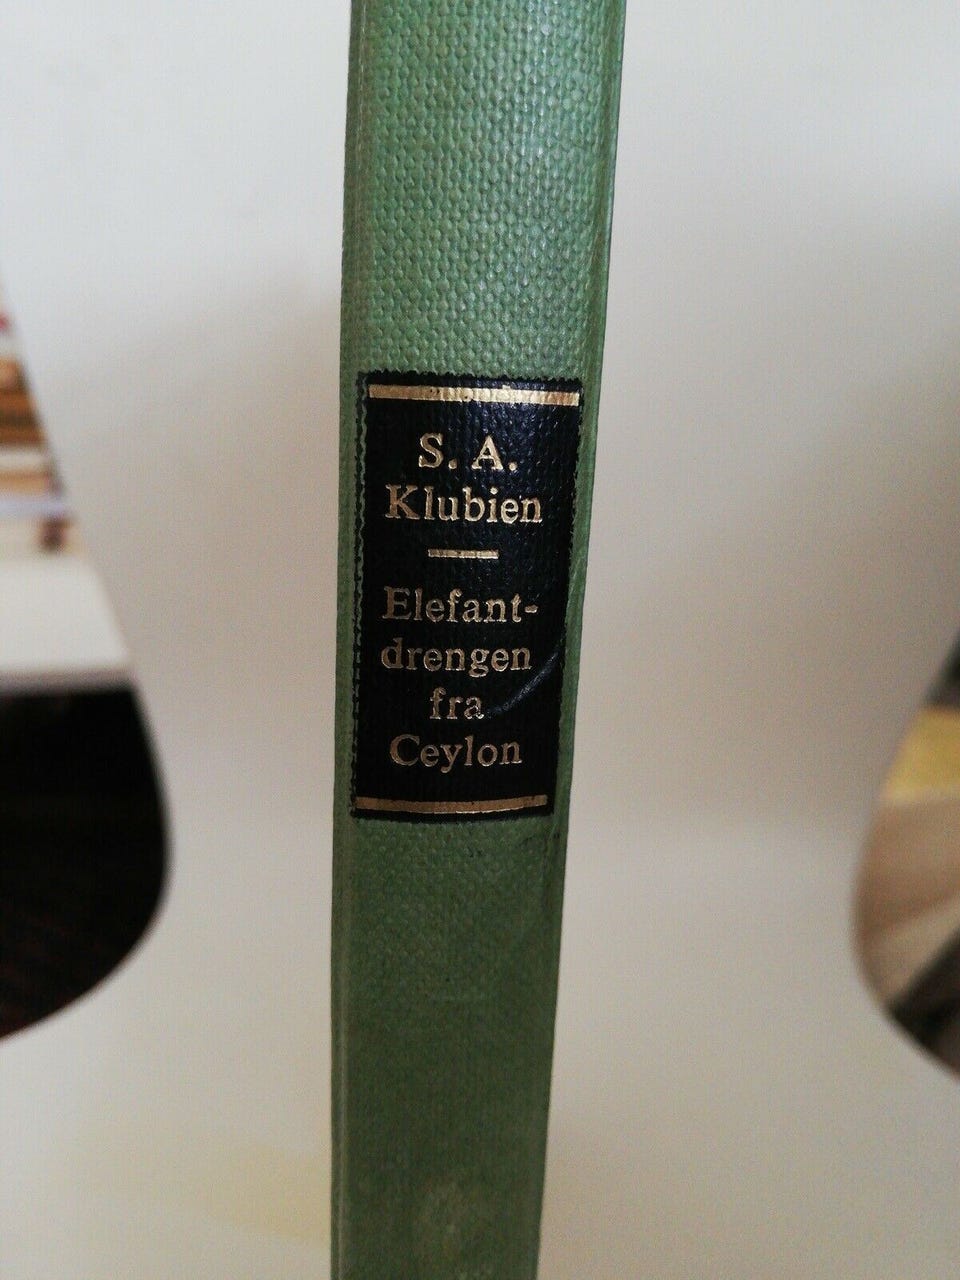 S. A.
Klubien
Elefant-
drengen
fra
Ceylon